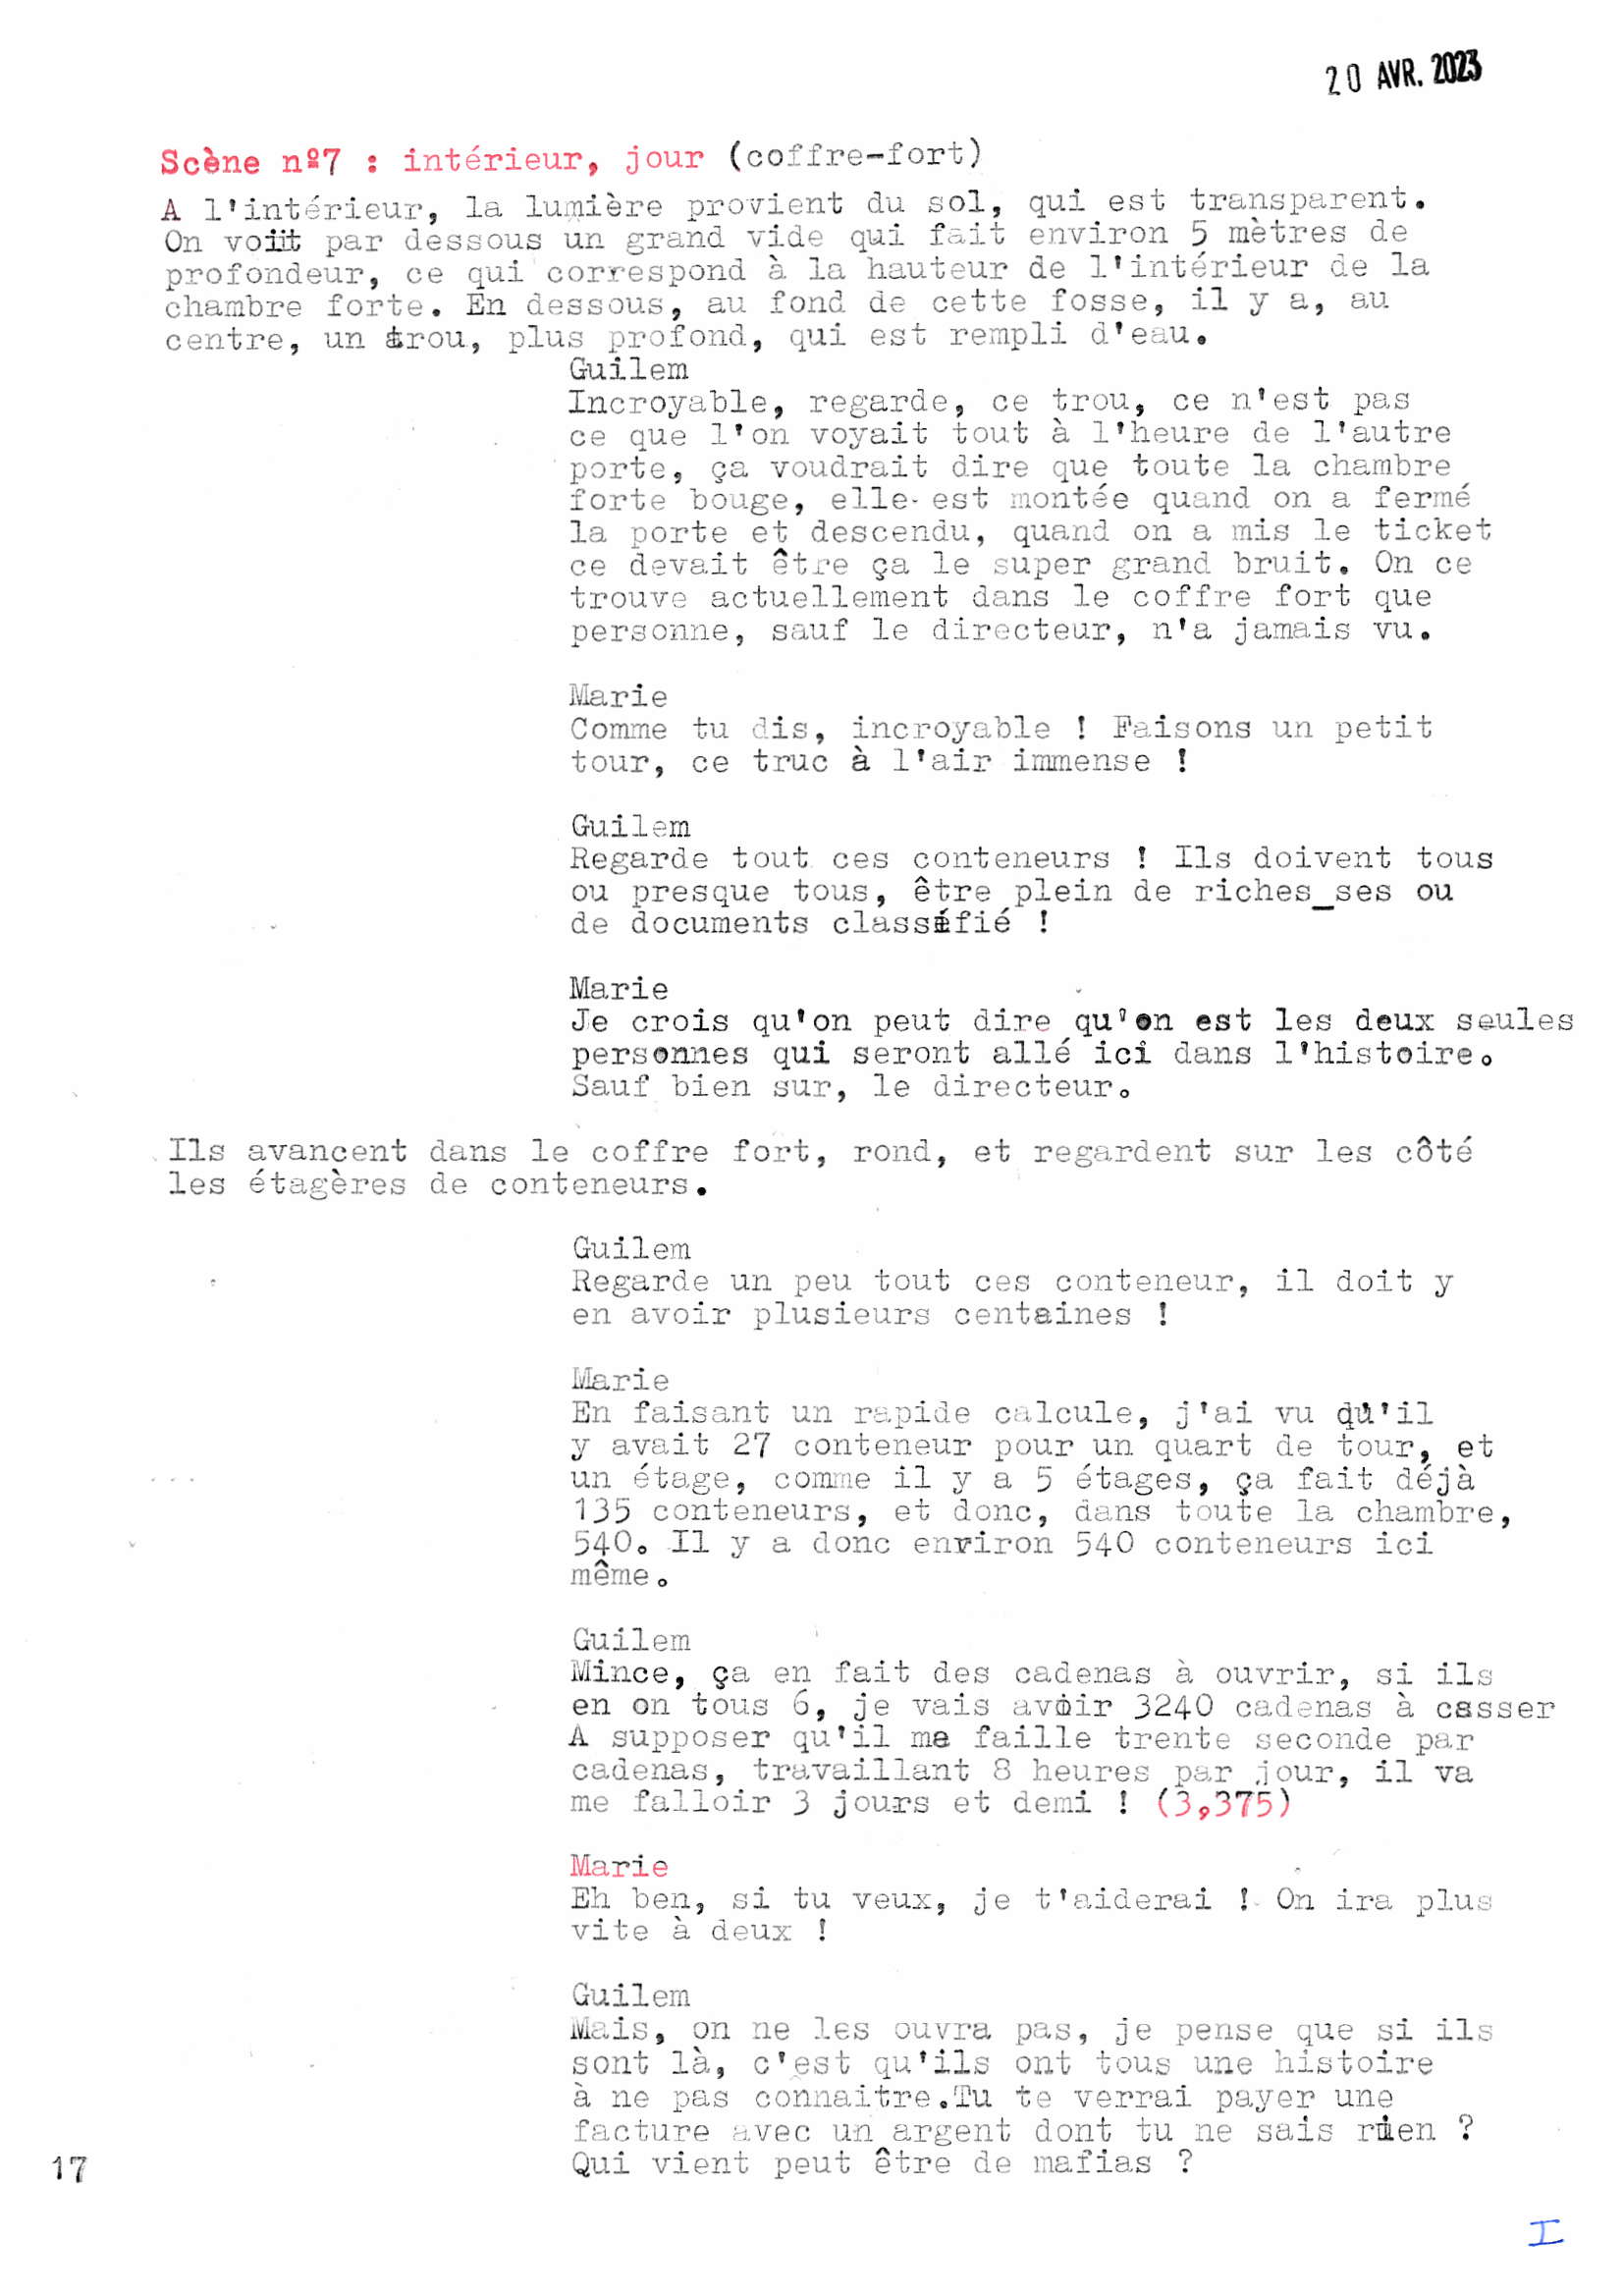 20 AVR. 2023
Scène nº7 : intérieur, jour (coffre-fort)
A l'intérieur, la lumière provient du sol, qui est transparent.
On voit par dessous un grand vide qui fait environ 5 mètres de
profondeur, ce qui correspond à la hauteur de l'intérieur de la
chambre forte. En dessous, au fond de cette fosse, il y a, au
centre, un trou, plus profond, qui est rempli d'eau.
Guilem
Incroyable, regarde, ce trou, ce n'est pas
ce que l'on voyait tout à l'heure de l'autre
porte, ça voudrait dire que toute la chambre
forte bouge, elle est montée quand on a fermé
la porte et descendu, quand on a mis le ticket
ce devait être ça le super grand bruit. On ce
trouve actuellement dans le coffre fort que
personne, sauf le directeur, n'a jamais vu.
Marie
Comme tu dis, incroyable ! Faisons un petit
tour, ce truc à l'air immense !
Guilem
Regarde tout ces conteneurs ! Ils doivent tous
ou presque tous, être plein de riches_ses ou
de documents classifié !
Marie
Je crois qu'on peut dire qu'on est les deux seules
personnes qui seront allé ici dans l'histoire.
Sauf bien sur, le directeur.
Ils avancent dans le coffre fort, rond, et regardent sur les côté
les étagères de conteneurs.
Guilem
Regarde un peu tout ces conteneur, il doit y
en avoir plusieurs centaines !
Marie
En faisant un rapide calcule, j'ai vu qu'il
y avait 27 conteneur pour un quart de tour, et
un étage, comme il y a 5 étages, ça fait déjà
135 conteneurs, et donc, dans toute la chambre,
540. Il y a donc environ 540 conteneurs ici
même.
Guilem
Mince, ça en fait des cadenas à ouvrir, si ils
en on tous 6, je vais avoir 3240 cadenas à casser
A supposer qu'il me faille trente seconde par
cadenas, travaillant 8 heures par jour, il va
me falloir 3 jours et demi ! (3,375)
Marie
Eh ben, si tu veux, je t'aiderai ! On ira plus
vite à deux !
Guilem
Mais, on ne les ouvra pas, je pense que si ils
sont là, c'est qu'ils ont tous une histoire
à ne pas connaitre.Tu te verrai payer une
facture avec un argent dont tu ne sais rien ?
Qui vient peut être de mafias ?
17
I